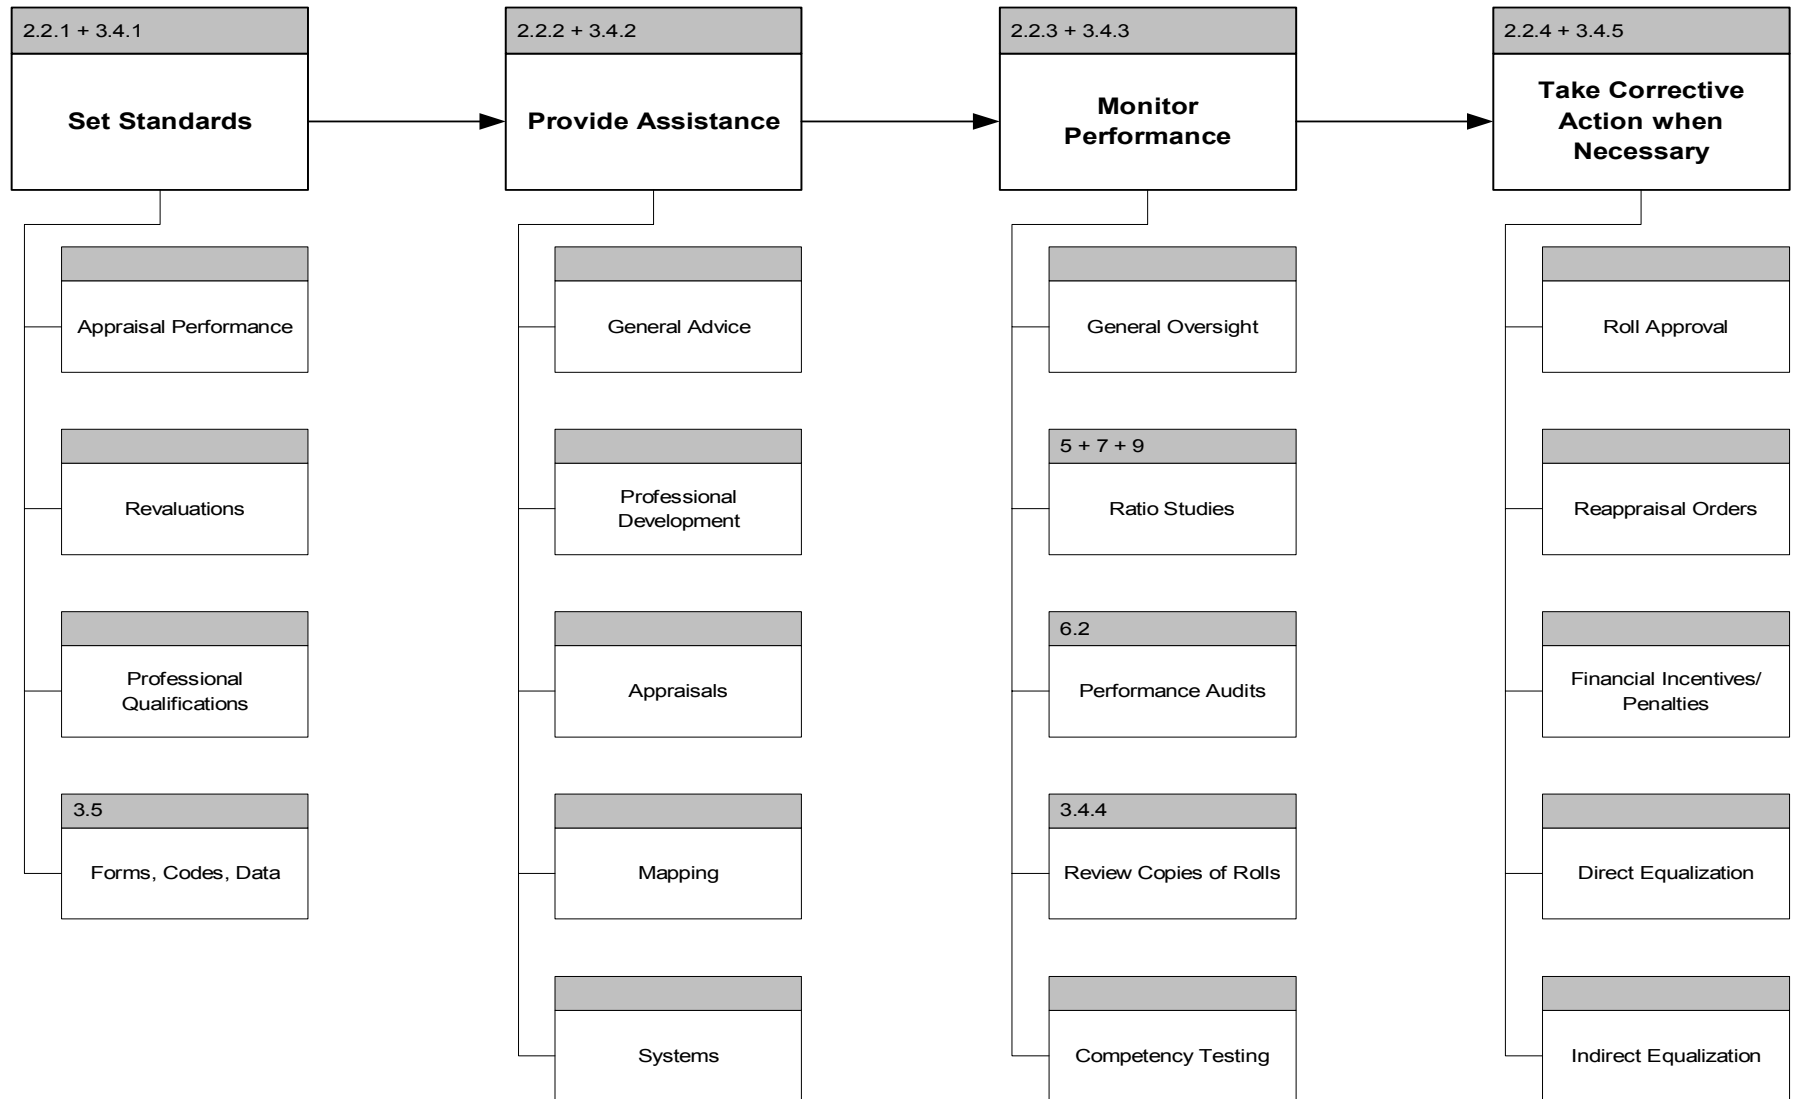 2.2.1 + 3.4.1
Set Standards
2.2.2 + 3.4.2
Provide Assistance
2.2.3 + 3.4.3
Monitor
Performance
2.2.4 + 3.4.5
Take Corrective
Action when
Necessary
Appraisal Performance
Revaluations
Professional
Qualifications
3.5
Forms, Codes, Data
General Advice
Professional
Development
Appraisals
Mapping
Systems
General Oversight
5 + 7 + 9
Ratio Studies
6.2
Performance Audits
3.4.4
Review Copies of Rolls
Competency Testing
Roll Approval
Reappraisal Orders
Financial Incentives/
Penalties
Direct Equalization
Indirect Equalization